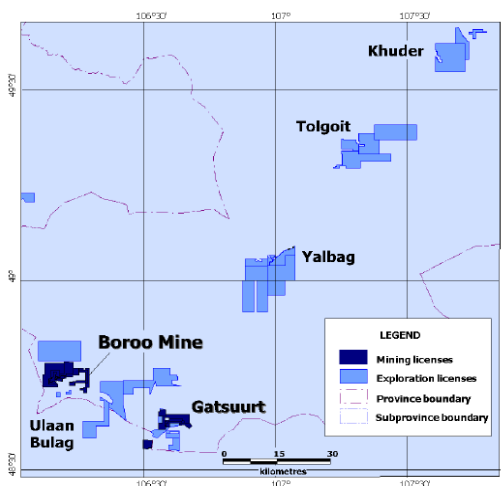 106°30'
107°
107°30'
Khuder
49°30'
Tolgoit
Yalbag
49°
LEGEND
Mining licenses
Exploration licenses
Province boundary
Subprovince boundary
Boroo Mine
Gatsuurt
Ulaan
Bulag
0 15 30
kilometres
48°30'
106°30'
107°
107°30'